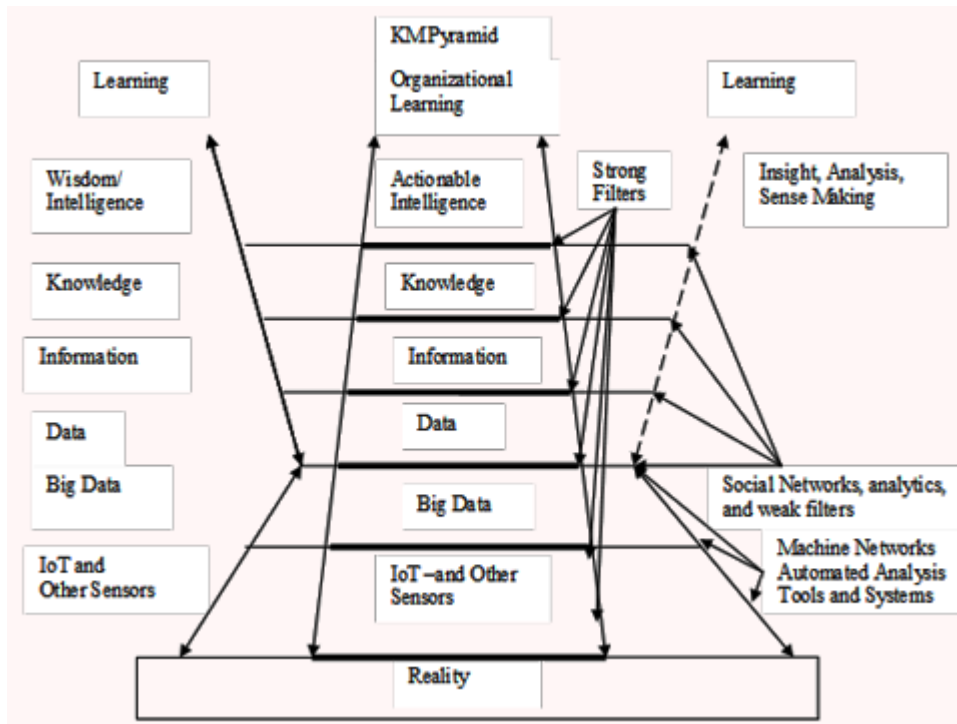 KMPyramid
Organizational
Learning
Learning
Learning
Wisdom/
Intelligence
Actionable
Intelligence
Strong
Filters
Insight, Analysis,
Sense Making
Knowledge
Knowledge
Information
Information
Data
Data
Big Data
Big Data
Social Networks, analytics,
and weak filters
IoT and
Other Sensors
IoT –and Other
Sensors
Machine Networks
Automated Analysis
Tools and Systems
Reality